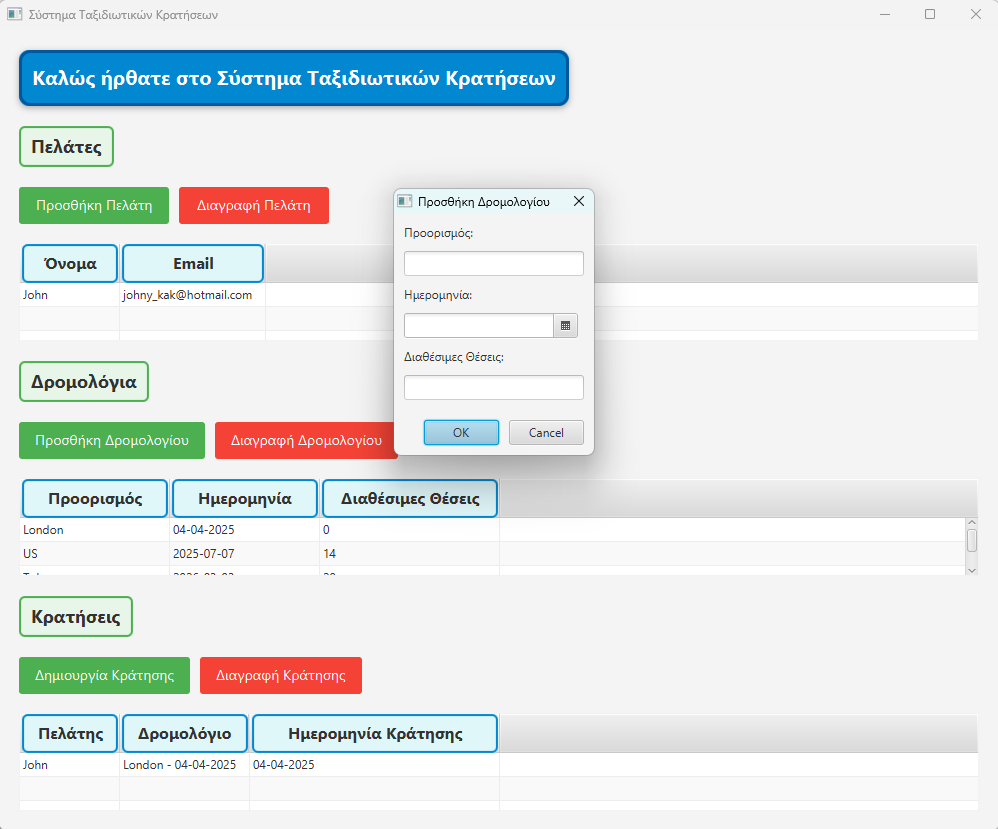 Σύστημα Ταξιδιωτικών Κρατήσεων
Καλώς ήρθατε στο Σύστημα Ταξιδιωτικών Κρατήσεων
Πελάτες
Προσθήκη Πελάτη
Διαγραφή Πελάτη
Όνομα
Email
John
johny_kak@hotmail.com
Προσθήκη Δρομολογίου
Προορισμός:
Ημερομηνία:
Διαθέσιμες Θέσεις:
OK
Cancel
Δρομολόγια
Προσθήκη Δρομολογίου
Διαγραφή Δρομολογίου
Προορισμός
Ημερομηνία
Διαθέσιμες Θέσεις
London
04-04-2025
0
US
2025-07-07
14
Κρατήσεις
Δημιουργία Κράτησης
Διαγραφή Κράτησης
Πελάτης
Δρομολόγιο
Ημερομηνία Κράτησης
John
London - 04-04-2025
04-04-2025